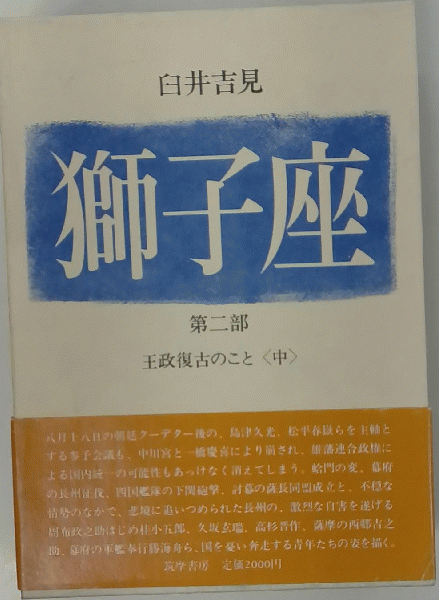 臼井吉見
獅子座
第二部
王政復古のこと〈中〉
八月十八日の朝廷クーデター後の、島津久光、松平春嶽らを主軸と
する参予会議も、中川宮と一橋慶喜により崩され、雄藩連合政権に
よる国内統一の可能性もあっけなく消えてしまう。蛤門の変、幕府
の長州征伐、四国艦隊の下関砲撃、討幕の薩長同盟成立と、不穏な
情勢のなかで、悲境に追いつめられた長州の、激烈な自害を遂げる
周布政之助はじめ桂小五郎、久坂玄瑞、高杉晋作、薩摩の西郷吉之
助、幕府の軍艦奉行勝海舟ら、国を憂い奔走する青年たちの姿を描く。
筑摩書房 定価2000円